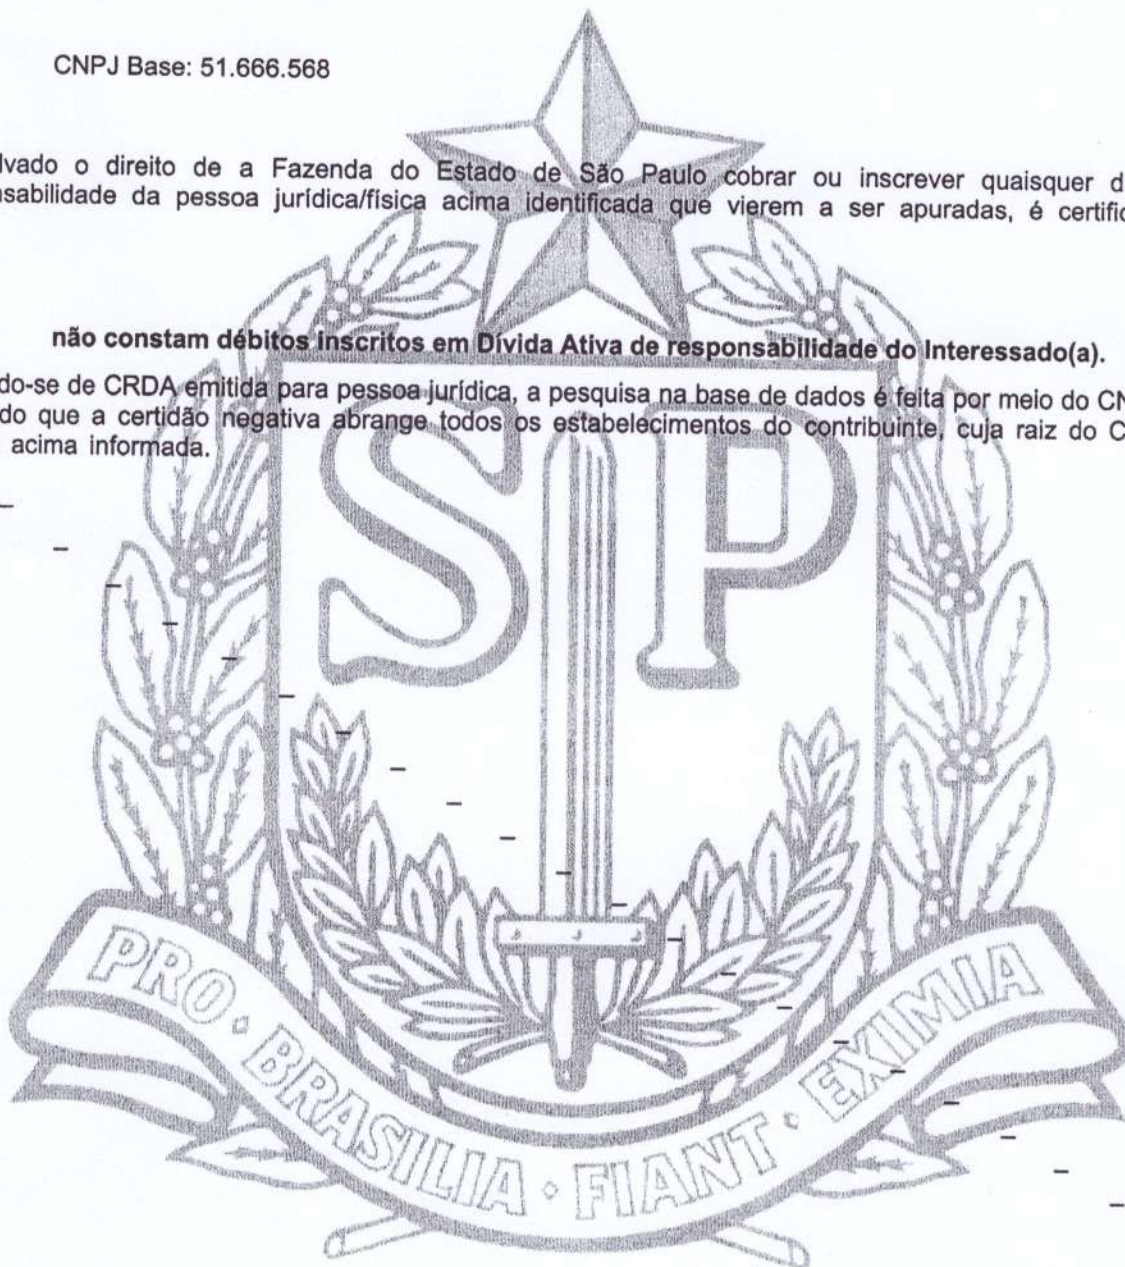 CNPJ Base: 51.666.568
lvado o direito de a Fazenda do Estado de São Paulo cobrar ou inscrever quaisquer d
nsabilidade da pessoa jurídica/física acima identificada que vierem a ser apuradas, é certific
não constam débitos inscritos em Dívida Ativa de responsabilidade do Interessado(a).
do-se de CRDA emitida para pessoa jurídica, a pesquisa na base de dados é feita por meio do CN
do que a certidão negativa abrange todos os estabelecimentos do contribuinte, cuja raiz do C
acima informada.
SP
PRO · BRASILIA · FIANT · EXIMIA